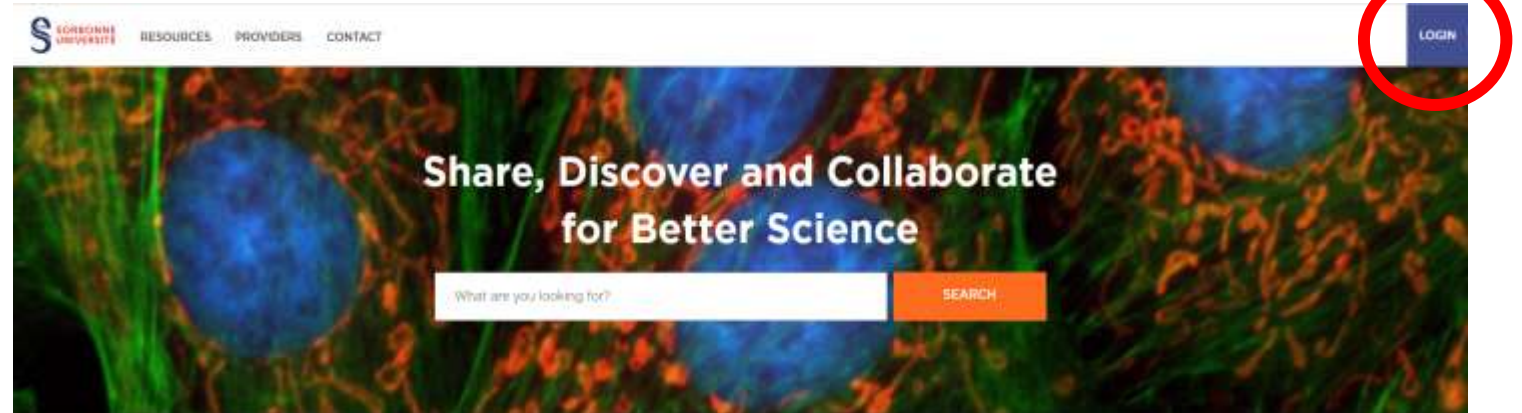 SORBONNE
UNIVERSITÉ
RESOURCES PROVIDERS CONTACT
LOGIN
Share, Discover and Collaborate
for Better Science
What are you looking for?
SEARCH